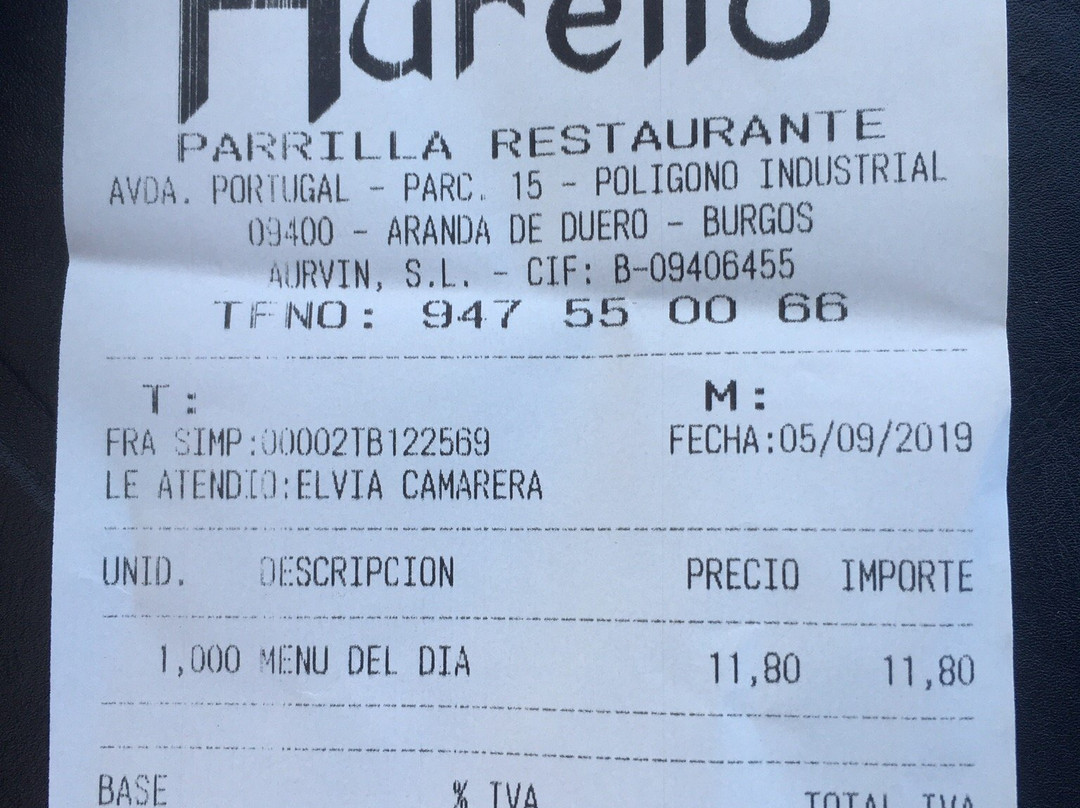 Aurelio
PARRILLA RESTAURANTE
AVDA. PORTUGAL - PARC. 15 - POLIGONO INDUSTRIAL
09400 - ARANDA DE DUERO - BURGOS
AURVIN, S.L. - CIF: B-09406455
TFNO: 947 55 00 66
T: M:
FRA SIMP:00002TB122569 FECHA:05/09/2019
LE ATENDIO:ELVIA CAMARERA
UNID. DESCRIPCION PRECIO IMPORTE
1,000 MENU DEL DIA 11,80 11,80
BASE % IVA TOTAL IVA